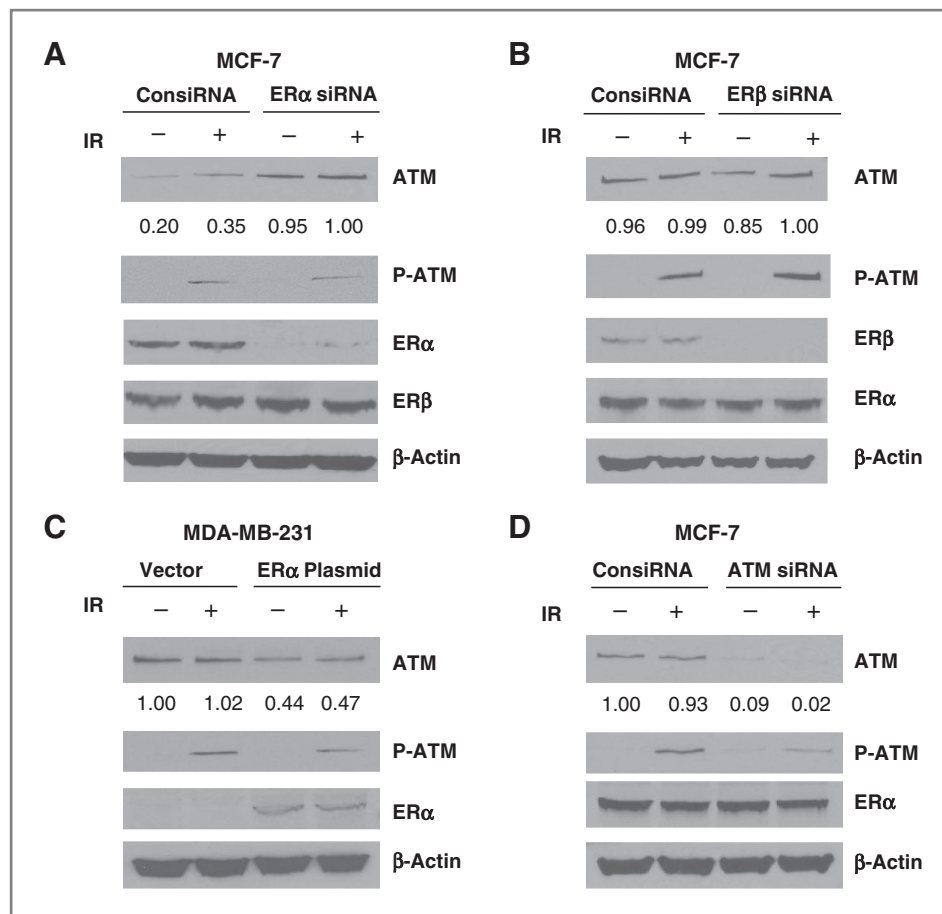 A
MCF-7
ConsiRNA ERα siRNA
IR – + – +
ATM
0.20 0.35 0.95 1.00
P-ATM
ERα
ERβ
β-Actin
B
MCF-7
ConsiRNA ERβ siRNA
IR – + – +
ATM
0.96 0.99 0.85 1.00
P-ATM
ERβ
ERα
β-Actin
C
MDA-MB-231
Vector ERα Plasmid
IR – + – +
ATM
1.00 1.02 0.44 0.47
P-ATM
ERα
β-Actin
D
MCF-7
ConsiRNA ATM siRNA
IR – + – +
ATM
1.00 0.93 0.09 0.02
P-ATM
ERα
β-Actin